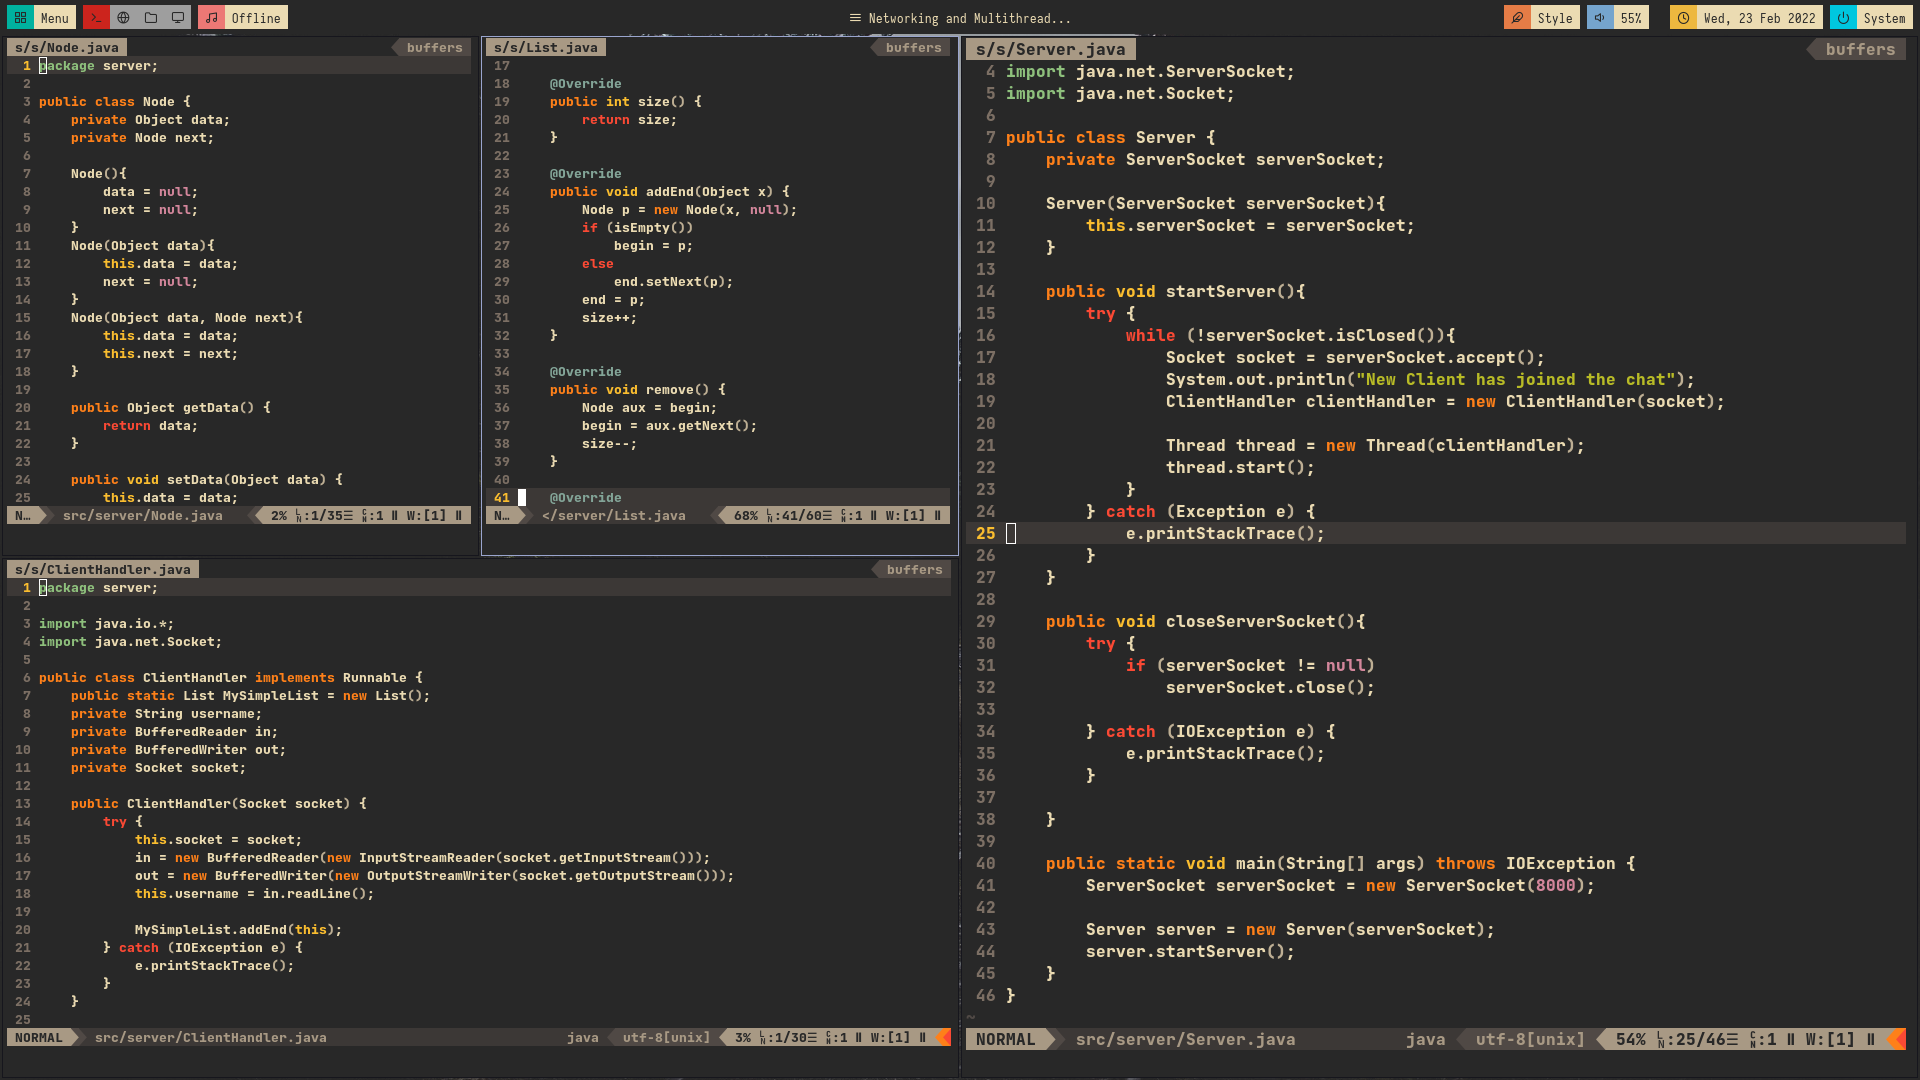 Menu
Offline
Networking and Multithread...
Style
55%
Wed, 23 Feb 2022
System
s/s/Node.java buffers
1 package server;
2
3 public class Node {
4     private Object data;
5     private Node next;
6
7     Node(){
8         data = null;
9         next = null;
10     }
11     Node(Object data){
12         this.data = data;
13         next = null;
14     }
15     Node(Object data, Node next){
16         this.data = data;
17         this.next = next;
18     }
19
20     public Object getData() {
21         return data;
22     }
23
24     public void setData(Object data) {
25         this.data = data;
N… src/server/Node.java 2% LN:1/35☰ CN:1 Ⅱ W:[1] Ⅱ
s/s/List.java buffers
17
18     @Override
19     public int size() {
20         return size;
21     }
22
23     @Override
24     public void addEnd(Object x) {
25         Node p = new Node(x, null);
26         if (isEmpty())
27             begin = p;
28         else
29             end.setNext(p);
30         end = p;
31         size++;
32     }
33
34     @Override
35     public void remove() {
36         Node aux = begin;
37         begin = aux.getNext();
38         size--;
39     }
40
41     @Override
N… </server/List.java 68% LN:41/60☰ CN:1 Ⅱ W:[1] Ⅱ
s/s/ClientHandler.java buffers
1 package server;
2
3 import java.io.*;
4 import java.net.Socket;
5
6 public class ClientHandler implements Runnable {
7     public static List MySimpleList = new List();
8     private String username;
9     private BufferedReader in;
10     private BufferedWriter out;
11     private Socket socket;
12
13     public ClientHandler(Socket socket) {
14         try {
15             this.socket = socket;
16             in = new BufferedReader(new InputStreamReader(socket.getInputStream()));
17             out = new BufferedWriter(new OutputStreamWriter(socket.getOutputStream()));
18             this.username = in.readLine();
19
20             MySimpleList.addEnd(this);
21         } catch (IOException e) {
22             e.printStackTrace();
23         }
24     }
25
NORMAL src/server/ClientHandler.java java utf-8[unix] 3% LN:1/30☰ CN:1 Ⅱ W:[1] Ⅱ
s/s/Server.java buffers
4 import java.net.ServerSocket;
5 import java.net.Socket;
6
7 public class Server {
8     private ServerSocket serverSocket;
9
10     Server(ServerSocket serverSocket){
11         this.serverSocket = serverSocket;
12     }
13
14     public void startServer(){
15         try {
16             while (!serverSocket.isClosed()){
17                 Socket socket = serverSocket.accept();
18                 System.out.println("New Client has joined the chat");
19                 ClientHandler clientHandler = new ClientHandler(socket);
20
21                 Thread thread = new Thread(clientHandler);
22                 thread.start();
23             }
24         } catch (Exception e) {
25             e.printStackTrace();
26         }
27     }
28
29     public void closeServerSocket(){
30         try {
31             if (serverSocket != null)
32                 serverSocket.close();
33
34         } catch (IOException e) {
35             e.printStackTrace();
36         }
37
38     }
39
40     public static void main(String[] args) throws IOException {
41         ServerSocket serverSocket = new ServerSocket(8000);
42
43         Server server = new Server(serverSocket);
44         server.startServer();
45     }
46 }
~
NORMAL src/server/Server.java java utf-8[unix] 54% LN:25/46☰ CN:1 Ⅱ W:[1] Ⅱ